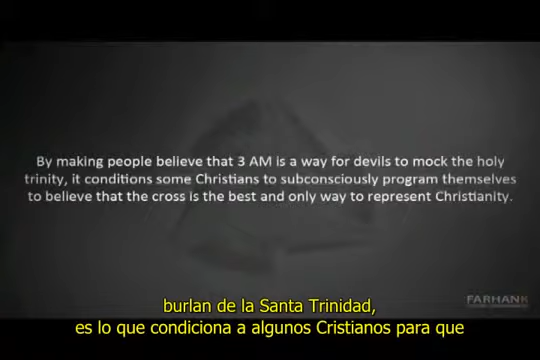 By making people believe that 3 AM is a way for devils to mock the holy
trinity, it conditions some Christians to subconsciously program themselves
to believe that the cross is the best and only way to represent Christianity.
burlan de la Santa Trinidad,
FARHANK
es lo que condiciona a algunos Cristianos para que